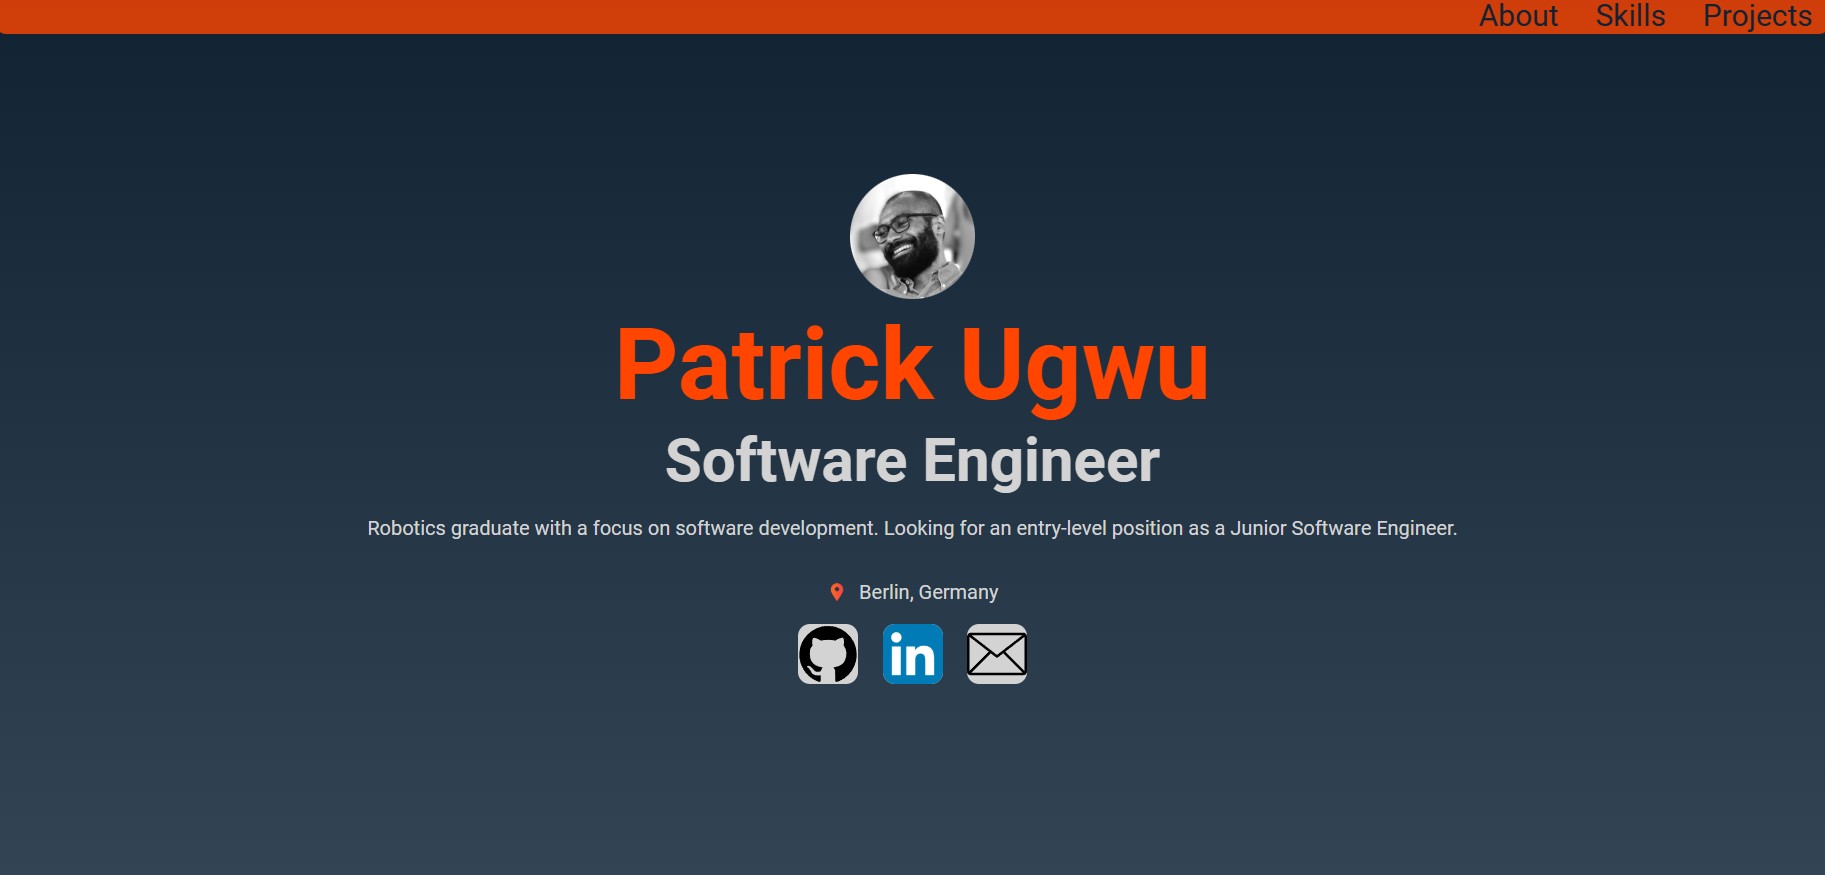 About Skills Projects
Patrick Ugwu
Software Engineer
Robotics graduate with a focus on software development. Looking for an entry-level position as a Junior Software Engineer.
Berlin, Germany
in